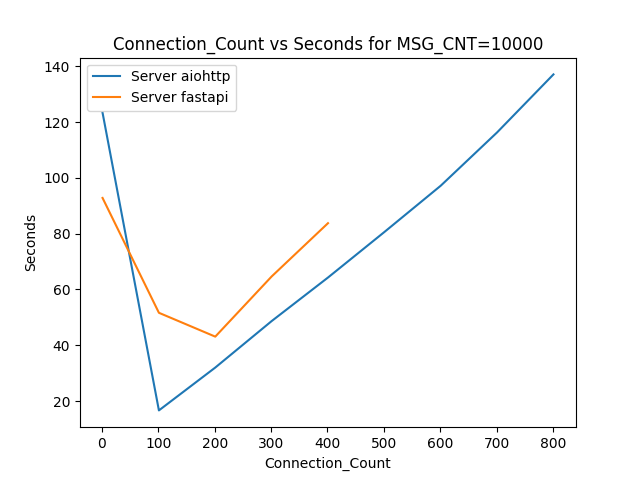 Connection_Count vs Seconds for MSG_CNT=10000
Server aiohttp
Server fastapi
140
120
100
80
60
40
20
Seconds
0 100 200 300 400 500 600 700 800
Connection_Count